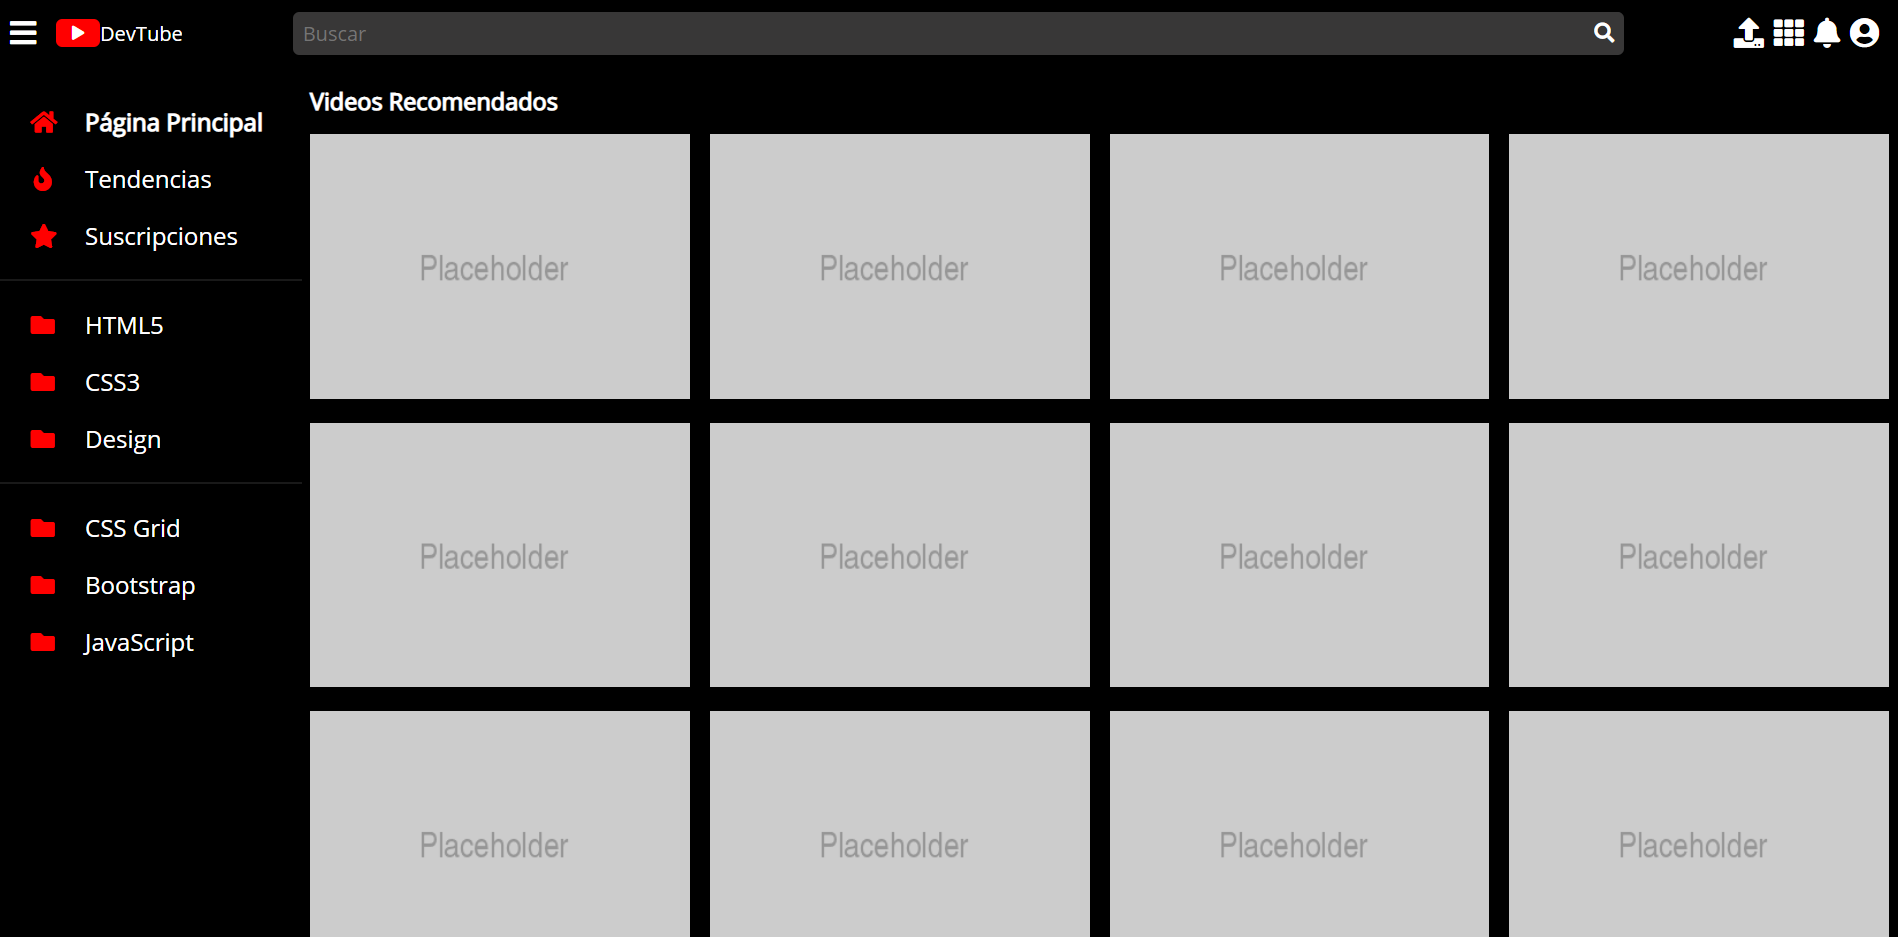 DevTube
Buscar
Página Principal
Tendencias
Suscripciones
HTML5
CSS3
Design
CSS Grid
Bootstrap
JavaScript
Videos Recomendados
Placeholder Placeholder Placeholder Placeholder
Placeholder Placeholder Placeholder Placeholder
Placeholder Placeholder Placeholder Placeholder